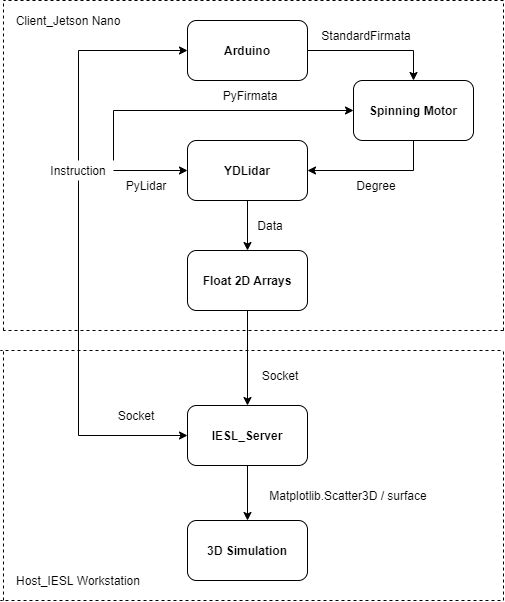 Client_Jetson Nano
Arduino
StandardFirmata
PyFirmata
Spinning Motor
Instruction
YDLidar
PyLidar
Degree
Data
Float 2D Arrays
Socket
Socket
IESL_Server
Matplotlib.Scatter3D / surface
3D Simulation
Host_IESL Workstation